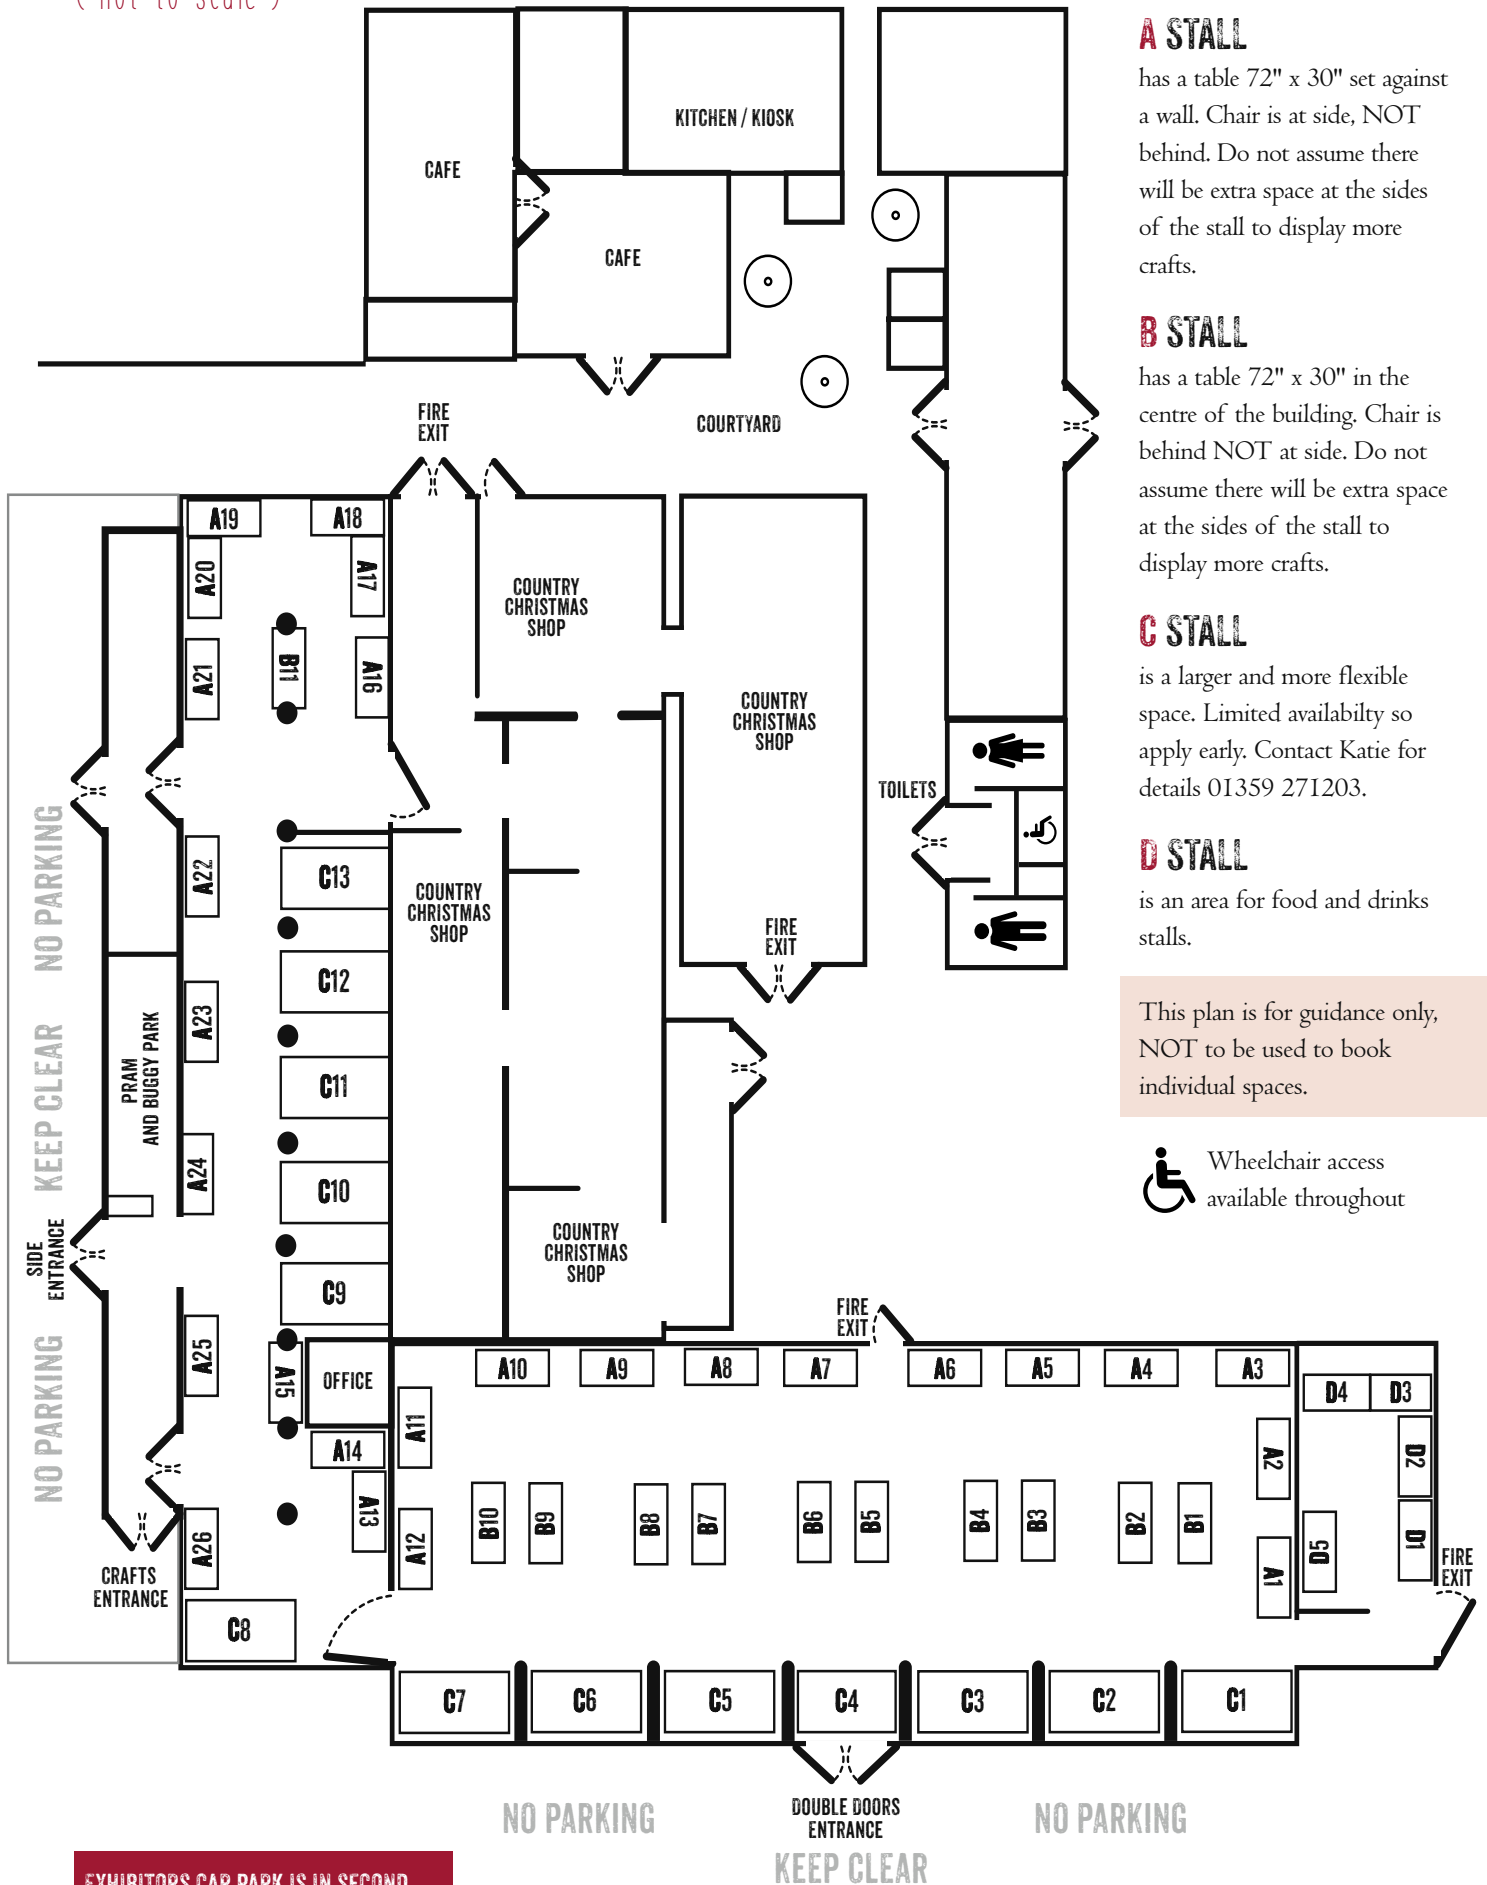 ( not to scale )
KITCHEN / KIOSK
CAFE
CAFE
COURTYARD
FIRE
EXIT
A19
A18
A20
A17
A21
B11
A16
COUNTRY
CHRISTMAS
SHOP
COUNTRY
CHRISTMAS
SHOP
TOILETS
NO PARKING
A22
C13
COUNTRY
CHRISTMAS
SHOP
FIRE
EXIT
C12
A23
KEEP CLEAR
PRAM
AND BUGGY PARK
C11
A24
C10
SIDE
ENTRANCE
COUNTRY
CHRISTMAS
SHOP
C9
FIRE
EXIT
NO PARKING
A25
A15
OFFICE
A10
A9
A8
A7
A6
A5
A4
A3
D4
D3
A11
A14
A2
D2
A13
A12
B10
B9
B8
B7
B6
B5
B4
B3
B2
B1
A1
D5
D1
FIRE
EXIT
A26
CRAFTS
ENTRANCE
C8
C7
C6
C5
C4
C3
C2
C1
NO PARKING
DOUBLE DOORS
ENTRANCE
NO PARKING
KEEP CLEAR
EXHIBITORS CAR PARK IS IN SECOND
A STALL
has a table 72" x 30" set against
a wall. Chair is at side, NOT
behind. Do not assume there
will be extra space at the sides
of the stall to display more
crafts.
B STALL
has a table 72" x 30" in the
centre of the building. Chair is
behind NOT at side. Do not
assume there will be extra space
at the sides of the stall to
display more crafts.
C STALL
is a larger and more flexible
space. Limited availabilty so
apply early. Contact Katie for
details 01359 271203.
D STALL
is an area for food and drinks
stalls.
This plan is for guidance only,
NOT to be used to book
individual spaces.
Wheelchair access
available throughout